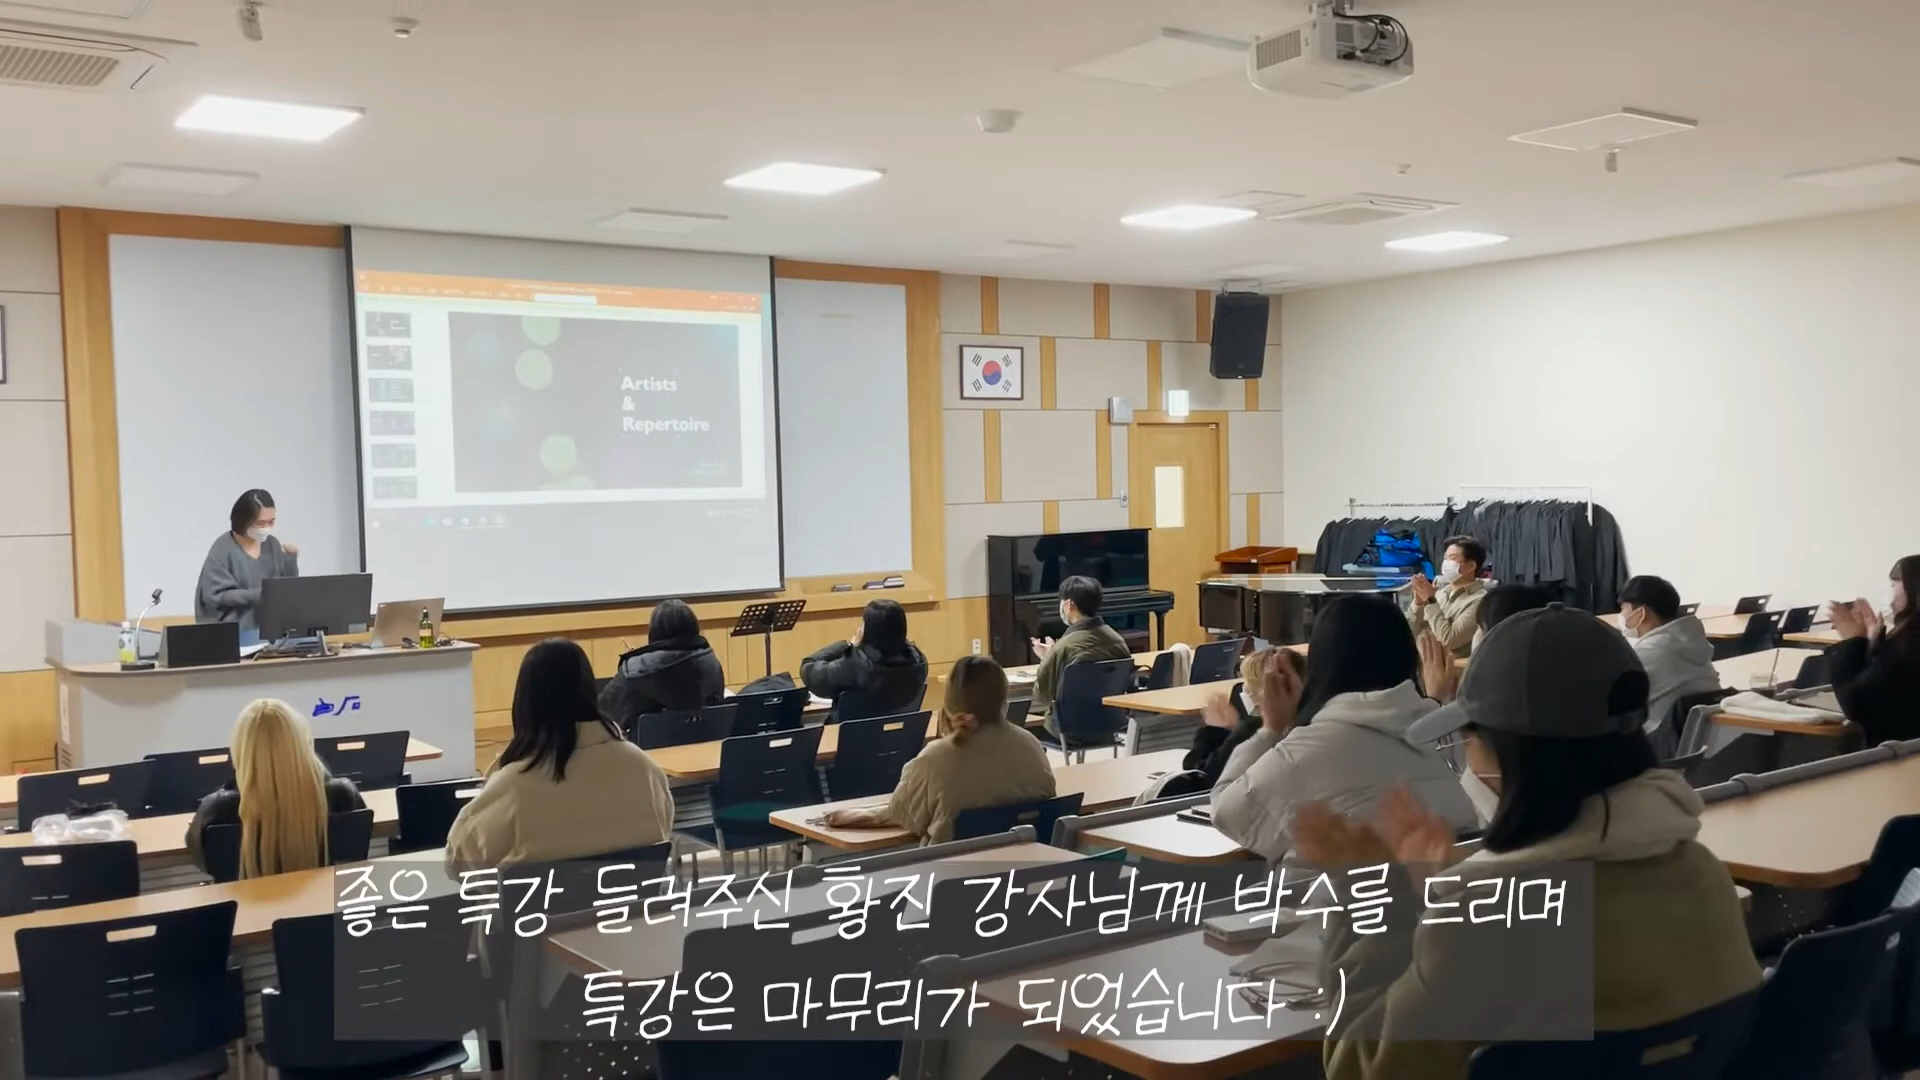 Artists
&
Repertoire
좋은 특강 들려주신 황진 강사님께 박수를 드리며
특강은 마무리가 되었습니다 :)